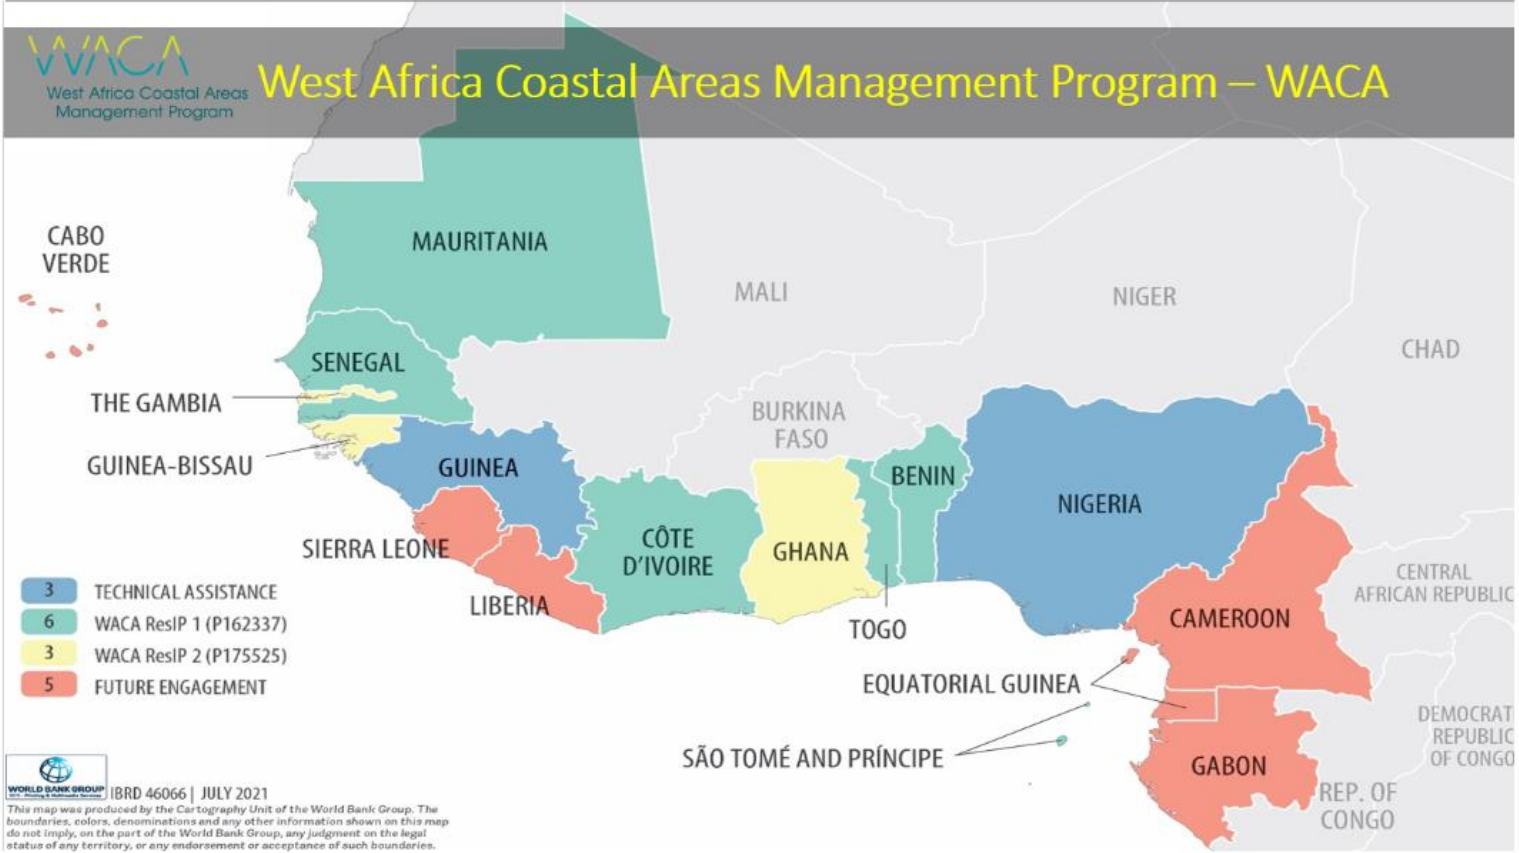 WACA
West Africa Coastal Areas
Management Program
West Africa Coastal Areas Management Program – WACA
CABO
VERDE
MAURITANIA
MALI
NIGER
CHAD
SENEGAL
THE GAMBIA
BURKINA
FASO
GUINEA-BISSAU
GUINEA
BENIN
NIGERIA
SIERRA LEONE
CÔTE
D'IVOIRE
GHANA
LIBERIA
TOGO
CENTRAL
AFRICAN REPUBLIC
CAMEROON
3 TECHNICAL ASSISTANCE
6 WACA ResIP 1 (P162337)
3 WACA ResIP 2 (P175525)
5 FUTURE ENGAGEMENT
EQUATORIAL GUINEA
SÃO TOMÉ AND PRÍNCIPE
GABON
DEMOCRAT
REPUBLIC
OF CONGO
REP. OF
CONGO
WORLD BANK GROUP
IBRD 46066 | JULY 2021
This map was produced by the Cartography Unit of the World Bank Group. The
boundaries, colors, denominations and any other information shown on this map
do not imply, on the part of the World Bank Group, any judgment on the legal
status of any territory, or any endorsement or acceptance of such boundaries.